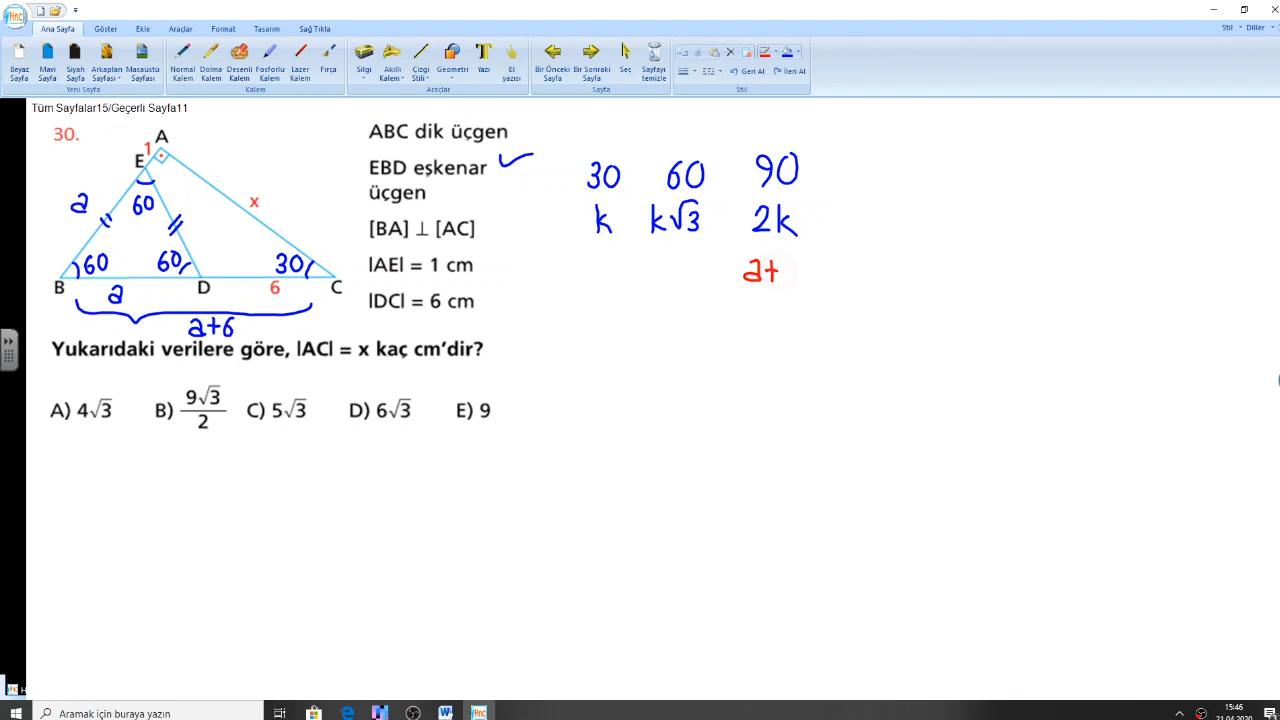 Ana Sayfa Göster Ekle Araçlar Format Tasarım Sağ Tıkla
Stil Diller
Beyaz Sayfa Mavi Sayfa Siyah Sayfa Arkaplan Sayfası Masaüstü Sayfası
Normal Kalem Dolma Kalem Desenli Kalem Fosforlu Kalem Lazer Kalem Fırça
Silgi Akıllı Kalem Çizgi Stili Geometri Yazı El yazısı
Bir Önceki Sayfa Bir Sonraki Sayfa Seç Sayfayı temizle
Geri Al İleri Al
Yeni Sayfa Kalem Araçlar Sayfa Stil
Tüm Sayfalar15/Geçerli Sayfa11
30.
A
1
E
a
60
x
60 60 30
B D C
a 6
a+6
ABC dik üçgen
EBD eşkenar
üçgen
[BA] ⊥ [AC]
|AE| = 1 cm
|DC| = 6 cm
30 60 90
k k√3 2k
a+
Yukarıdaki verilere göre, |AC| = x kaç cm'dir?
A) 4√3 B) 9√3/2 C) 5√3 D) 6√3 E) 9
Aramak için buraya yazın
15:46
21.04.2020